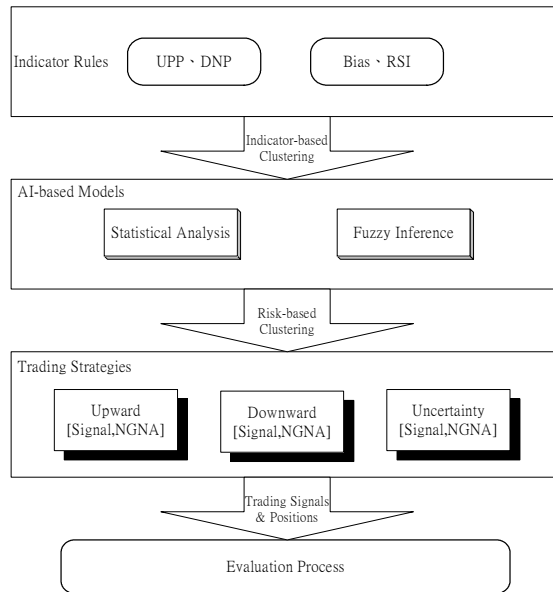 Indicator Rules
UPP、DNP
Bias、RSI
Indicator-based
Clustering
AI-based Models
Statistical Analysis
Fuzzy Inference
Risk-based
Clustering
Trading Strategies
Upward
[Signal,NGNA]
Downward
[Signal,NGNA]
Uncertainty
[Signal,NGNA]
Trading Signals
& Positions
Evaluation Process